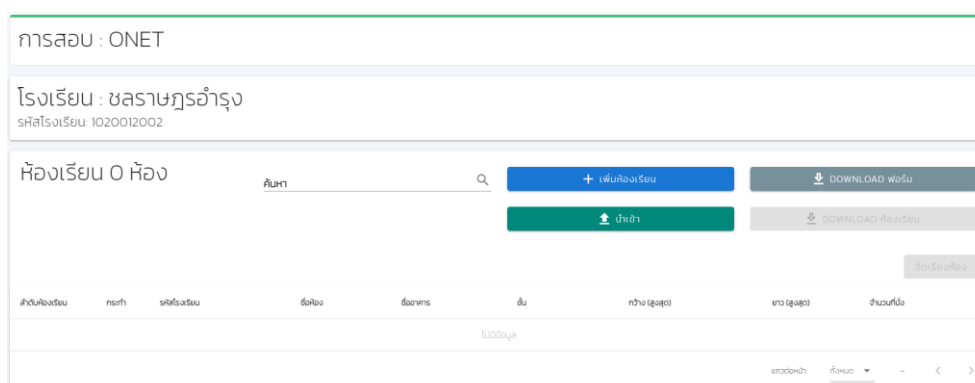 การสอบ : ONET
โรงเรียน : ชลราษฎรอำรุง
รหัสโรงเรียน: 1020012002
ห้องเรียน 0 ห้อง
ค้นหา
เพิ่มห้องเรียน
DOWNLOAD ฟอร์ม
นำเข้า
DOWNLOAD ห้องเรียน
จัดเรียงห้อง
ลำดับห้องเรียน กระทำ รหัสโรงเรียน ชื่อห้อง ชื่ออาคาร ชั้น กว้าง (สูงสุด) ยาว (สูงสุด) จำนวนที่นั่ง
ไม่มีข้อมูล
แถวต่อหน้า: ทั้งหมด –